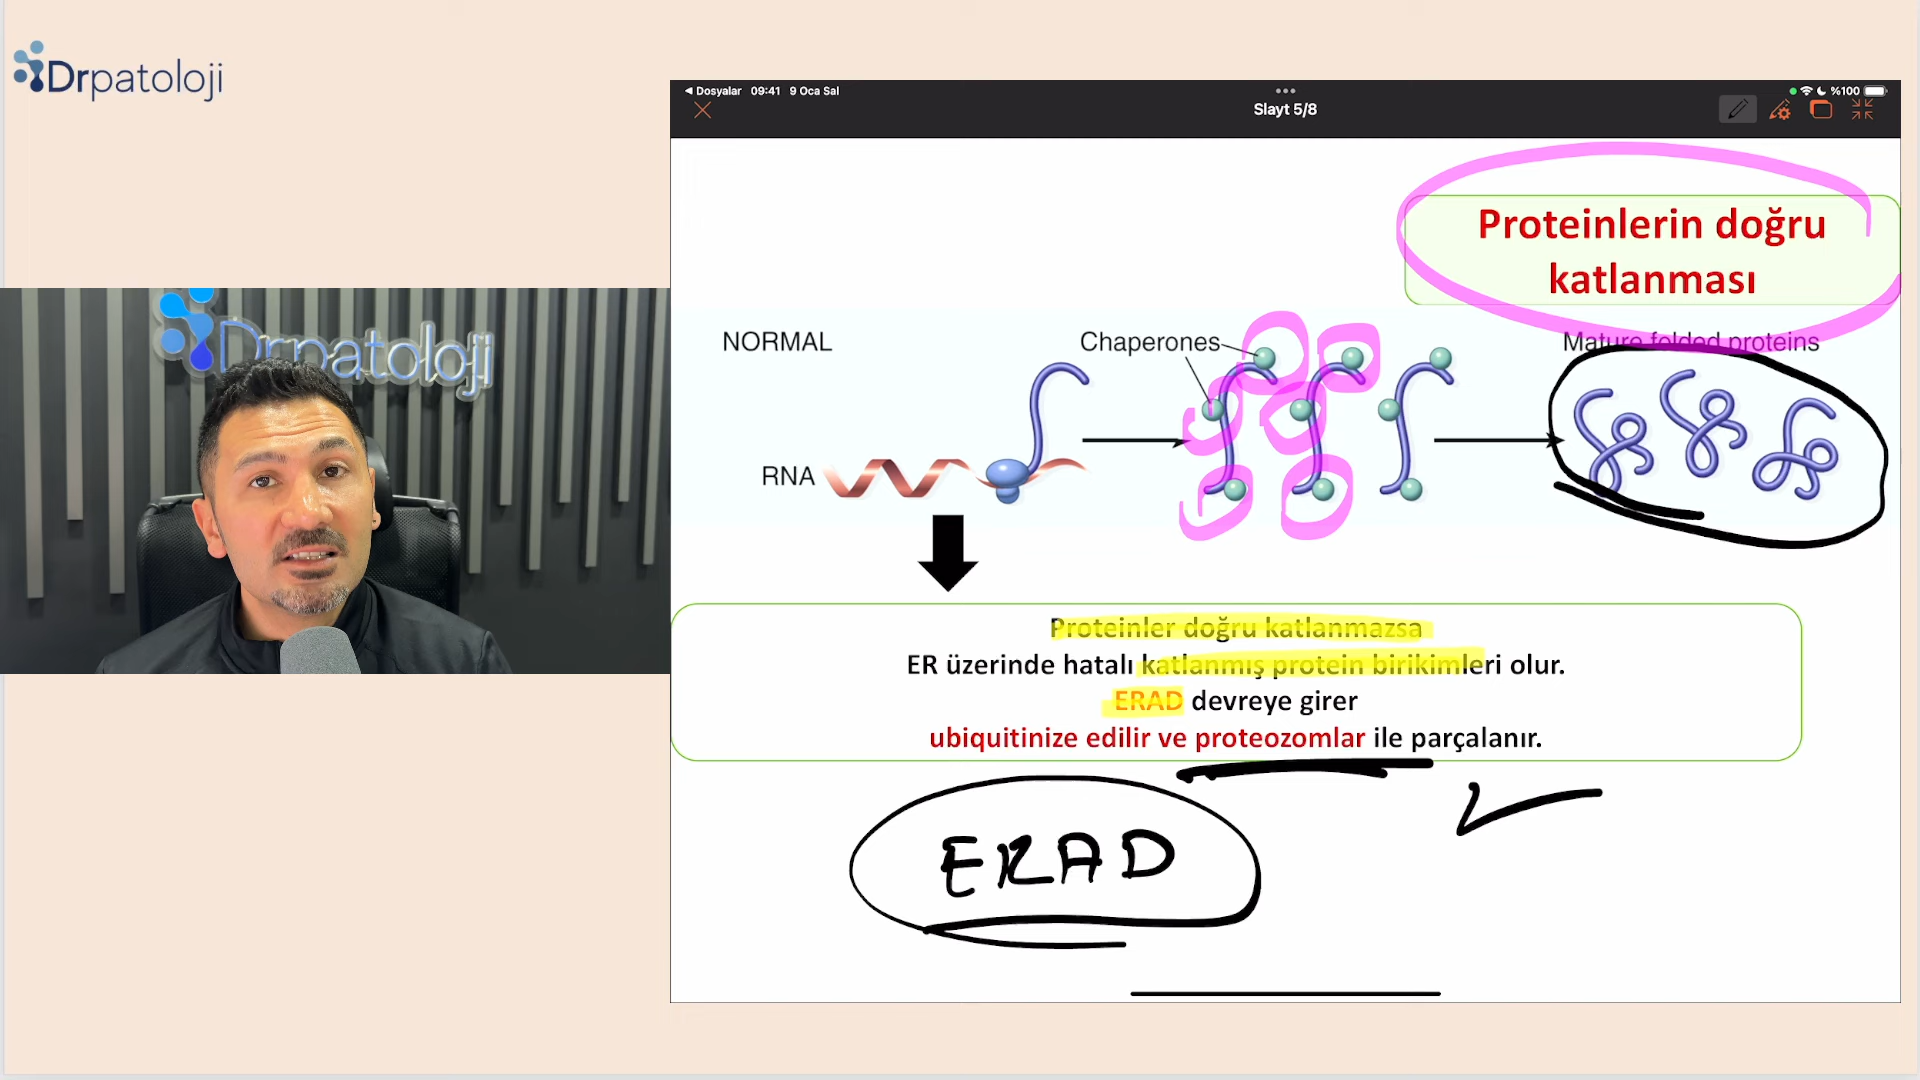 Drpatoloji
Dosyalar 09:41 9 Oca Sal
%100
Slayt 5/8
Proteinlerin doğru
katlanması
Drpatoloji
NORMAL
Chaperones
Mature folded proteins
RNA
Proteinler doğru katlanmazsa
ER üzerinde hatalı katlanmış protein birikimleri olur.
ERAD devreye girer
ubiquitinize edilir ve proteozomlar ile parçalanır.
ERAD